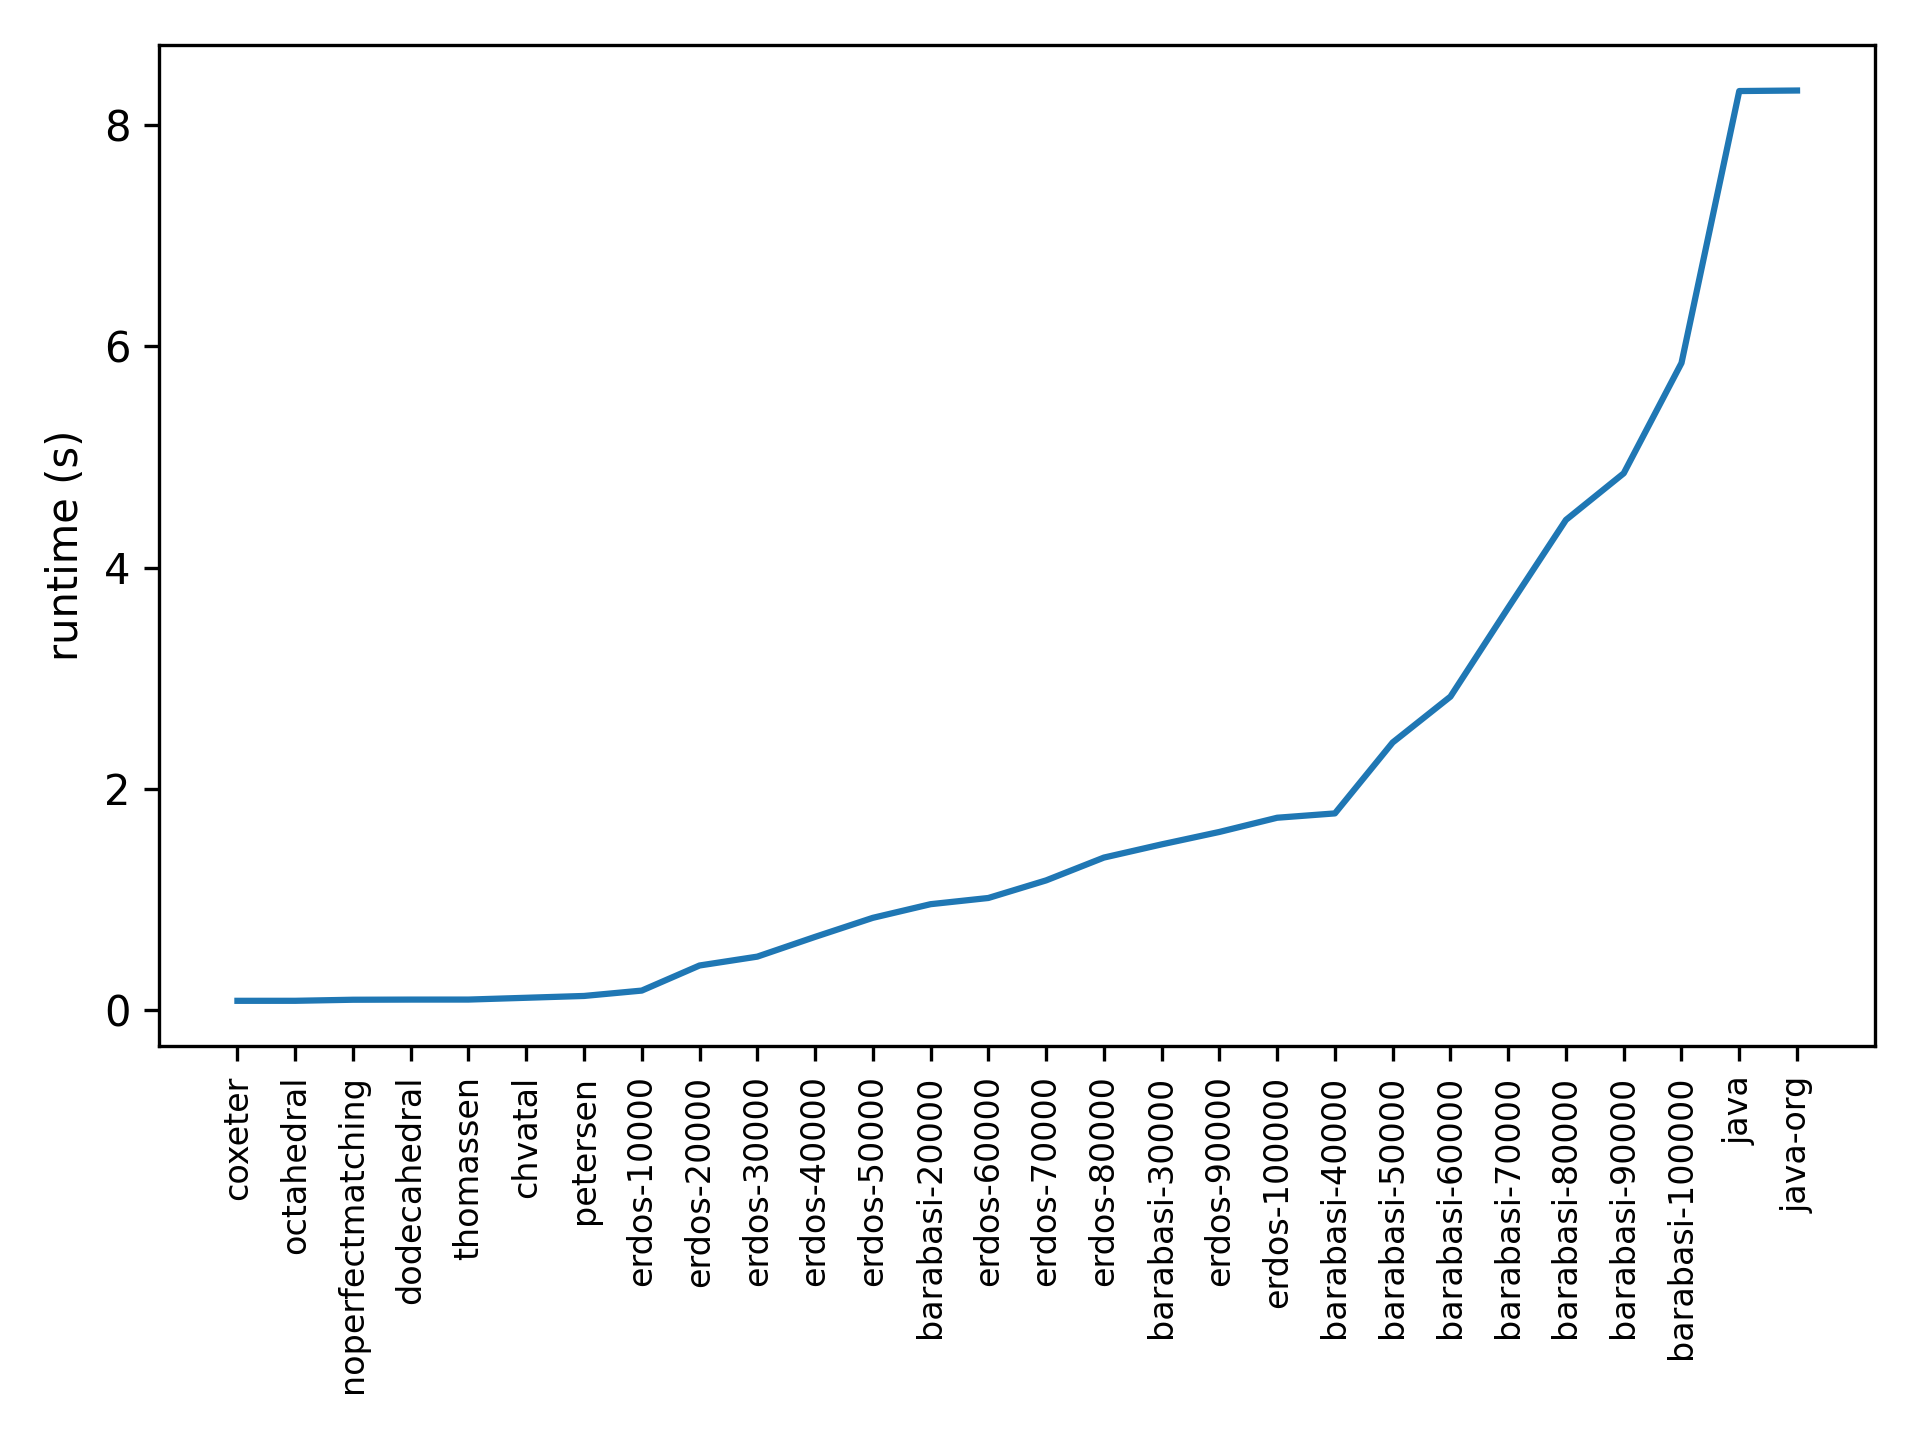 8
6
4
2
0
runtime (s)
coxeter
octahedral
noperfectmatching
dodecahedral
thomassen
chvatal
petersen
erdos-10000
erdos-20000
erdos-30000
erdos-40000
erdos-50000
barabasi-20000
erdos-60000
erdos-70000
erdos-80000
barabasi-30000
erdos-90000
erdos-100000
barabasi-40000
barabasi-50000
barabasi-60000
barabasi-70000
barabasi-80000
barabasi-90000
barabasi-100000
java
java-org